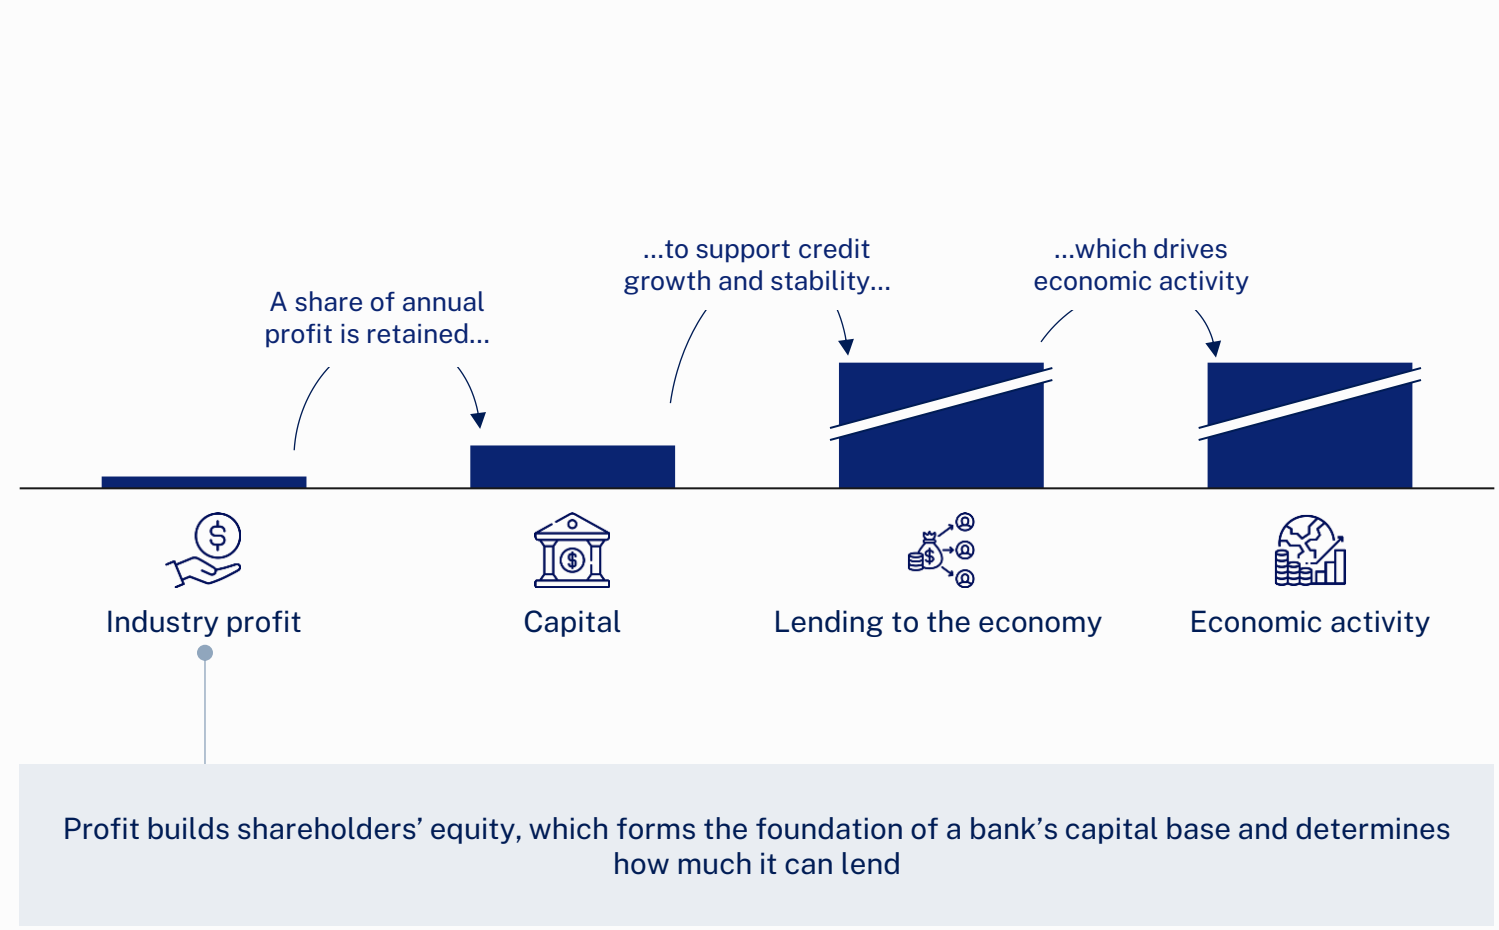 ...to support credit
growth and stability...
...which drives
economic activity
A share of annual
profit is retained...
Industry profit
Capital
Lending to the economy
Economic activity
Profit builds shareholders’ equity, which forms the foundation of a bank’s capital base and determines
how much it can lend